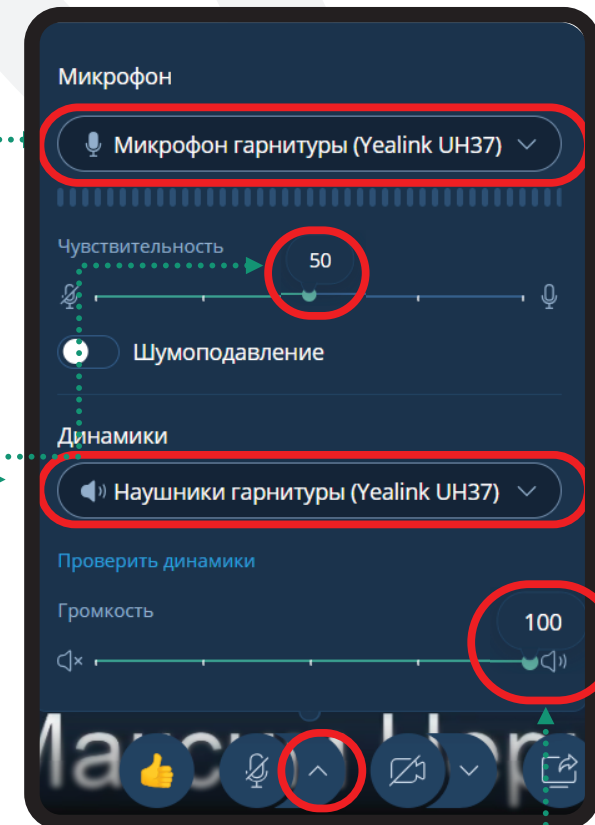 Микрофон
Микрофон гарнитуры (Yealink UH37)
Чувствительность
50
Шумоподавление
Динамики
Наушники гарнитуры (Yealink UH37)
Проверить динамики
Громкость
100